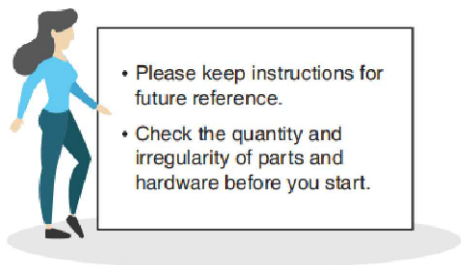 • Please keep instructions for
future reference.
• Check the quantity and
irregularity of parts and
hardware before you start.